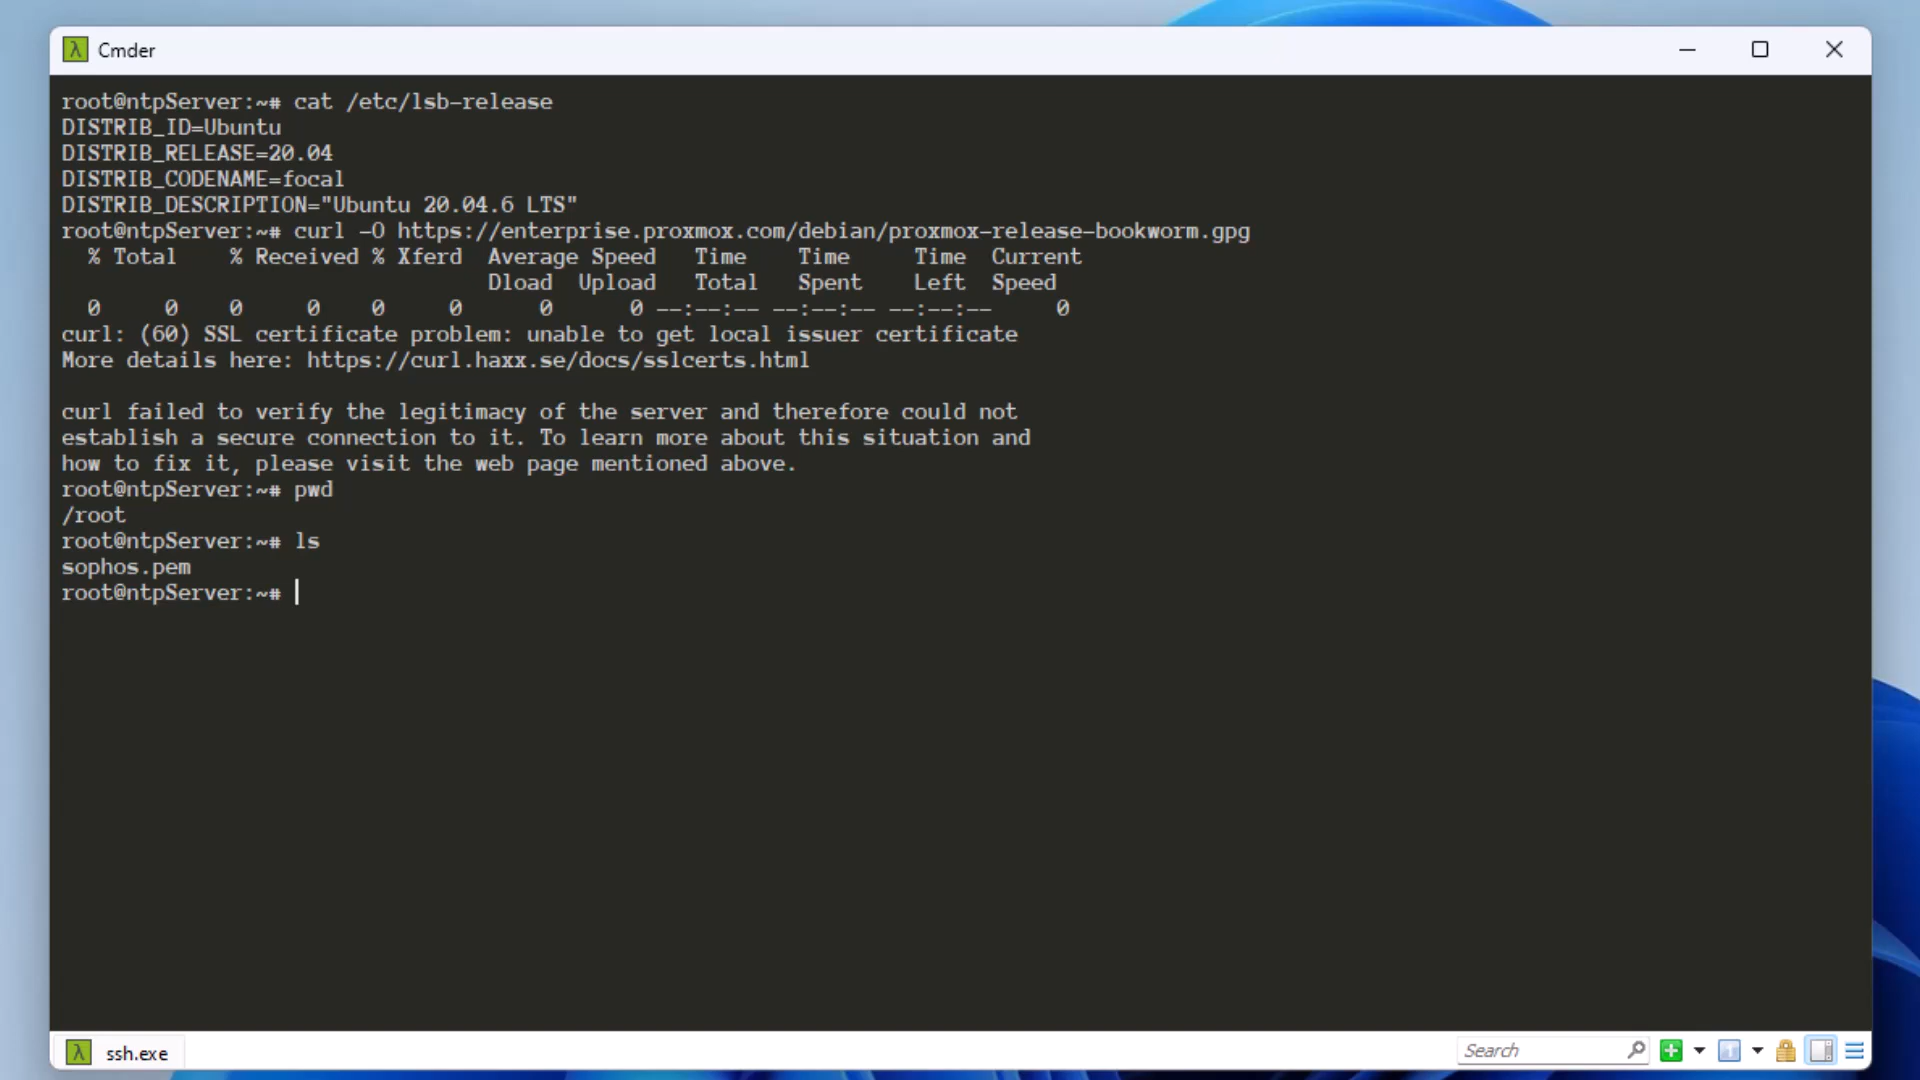 Cmder
root@ntpServer:~# cat /etc/lsb-release
DISTRIB_ID=Ubuntu
DISTRIB_RELEASE=20.04
DISTRIB_CODENAME=focal
DISTRIB_DESCRIPTION="Ubuntu 20.04.6 LTS"
root@ntpServer:~# curl -O https://enterprise.proxmox.com/debian/proxmox-release-bookworm.gpg
  % Total    % Received % Xferd  Average Speed   Time    Time     Time  Current
                                 Dload  Upload   Total   Spent    Left  Speed
  0     0    0     0    0     0      0      0 --:--:-- --:--:-- --:--:--     0
curl: (60) SSL certificate problem: unable to get local issuer certificate
More details here: https://curl.haxx.se/docs/sslcerts.html
curl failed to verify the legitimacy of the server and therefore could not
establish a secure connection to it. To learn more about this situation and
how to fix it, please visit the web page mentioned above.
root@ntpServer:~# pwd
/root
root@ntpServer:~# ls
sophos.pem
root@ntpServer:~#
ssh.exe
Search